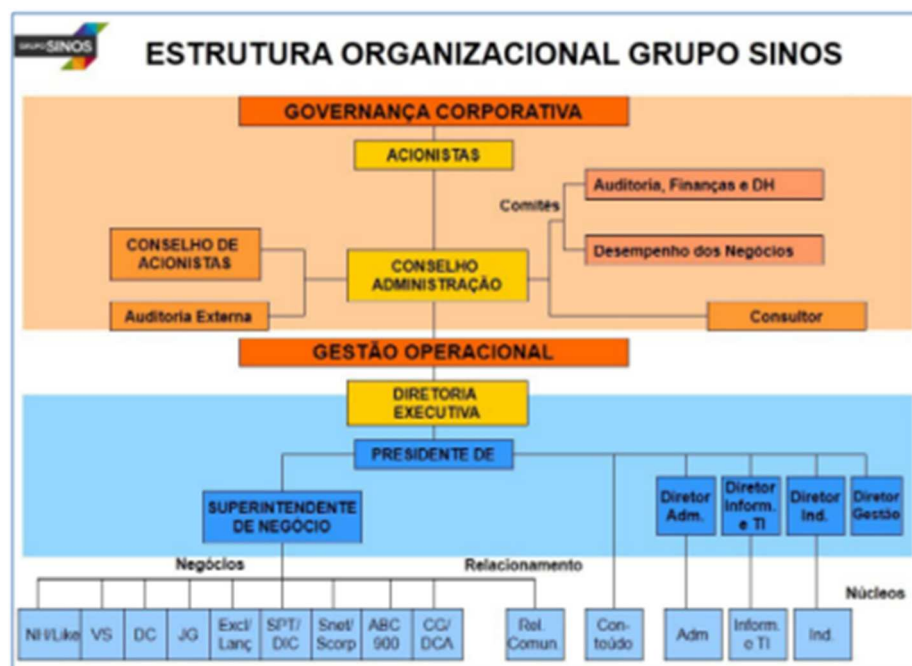 GRUPO SINOS
ESTRUTURA ORGANIZACIONAL GRUPO SINOS
GOVERNANÇA CORPORATIVA
ACIONISTAS
Auditoria, Finanças e DH
Comitês
CONSELHO DE
ACIONISTAS
CONSELHO
ADMINISTRAÇÃO
Desempenho dos Negócios
Auditoria Externa
Consultor
GESTÃO OPERACIONAL
DIRETORIA
EXECUTIVA
PRESIDENTE DE
SUPERINTENDENTE
DE NEGÓCIO
Diretor
Adm.
Diretor
Inform.
e TI
Diretor
Ind.
Diretor
Gestão
Negócios
Relacionamento
Núcleos
NH/Like
VS
DC
JG
Excl/
Lanç
SPT/
DIC
Snet/
Scorp
ABC
900
CG/
DCA
Rel.
Comun.
Con-
teúdo
Adm
Inform.
e TI
Ind.